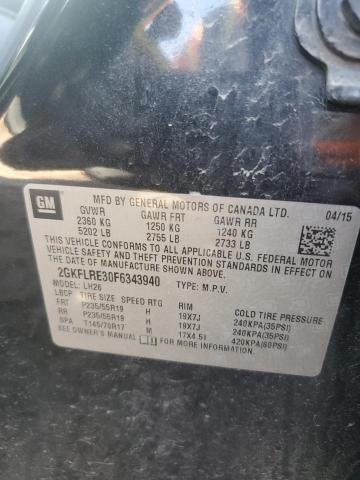 GM
MFD BY GENERAL MOTORS OF CANADA LTD. 04/15
GVWR GAWR FRT GAWR RR
2360 KG 1250 KG 1240 KG
5202 LB 2755 LB 2733 LB
THIS VEHICLE CONFORMS TO ALL APPLICABLE U.S. FEDERAL MOTOR
VEHICLE SAFETY, BUMPER, AND THEFT PREVENTION STANDARDS IN
EFFECT ON THE DATE OF MANUFACTURE SHOWN ABOVE.
2GKFLRE30F6343940 TYPE: M.P.V.
MODEL: LH26
LBCP TIRE SIZE SPEED RTG RIM COLD TIRE PRESSURE
FRT P235/55R19 H 19X7J 240KPA(35PSI)
RR P235/55R19 H 19X7J 240KPA(35PSI)
SPA T145/70R17 M 17X4.5J 420KPA(60PSI)
SEE OWNER'S MANUAL FOR MORE INFORMATION